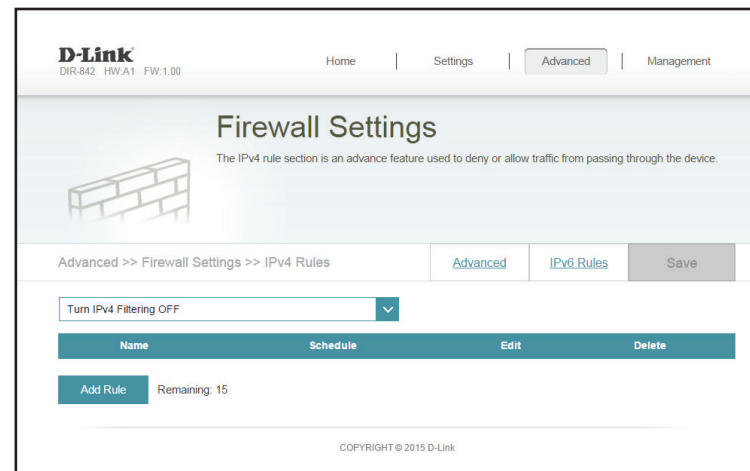 D-Link
DIR-842 HW:A1 FW:1.00
Home
Settings
Advanced
Management
Firewall Settings
The IPv4 rule section is an advance feature used to deny or allow traffic from passing through the device.
Advanced >> Firewall Settings >> IPv4 Rules
Advanced
IPv6 Rules
Save
Turn IPv4 Filtering OFF
Name Schedule Edit Delete
Add Rule
Remaining: 15
COPYRIGHT © 2015 D-Link